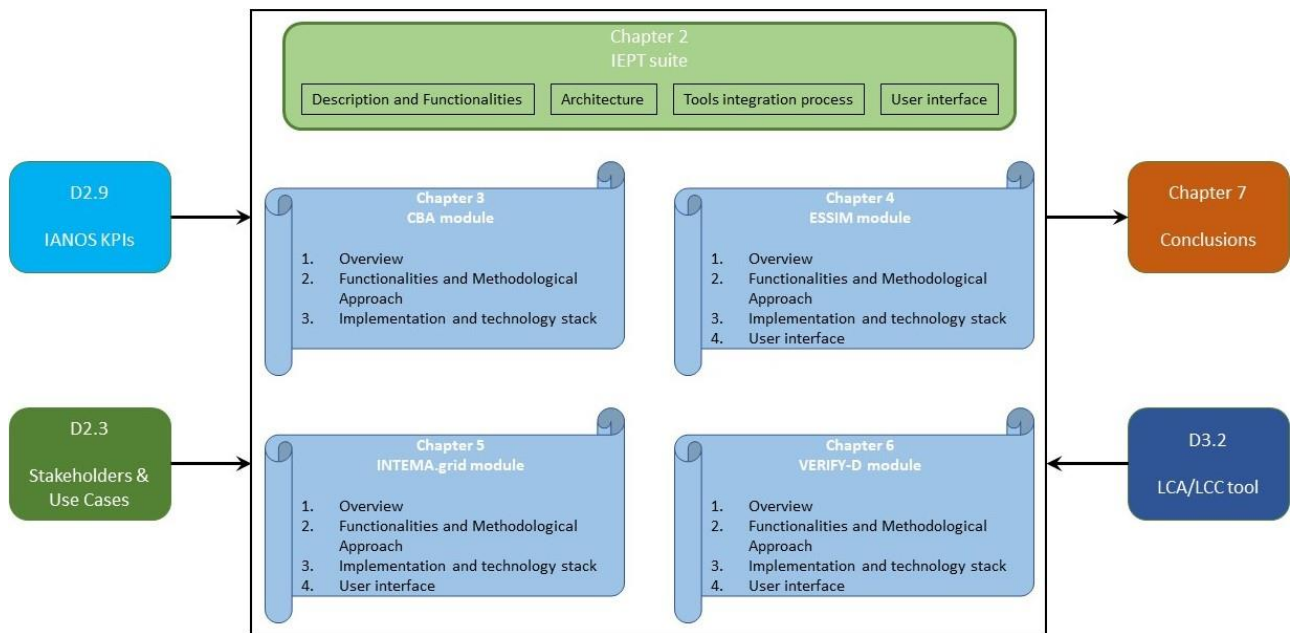 Chapter 2
IEPT suite
Description and Functionalities
Architecture
Tools integration process
User interface
D2.9
IANOS KPIs
Chapter 3
CBA module
1. Overview
2. Functionalities and Methodological
Approach
3. Implementation and technology stack
Chapter 4
ESSIM module
1. Overview
2. Functionalities and Methodological
Approach
3. Implementation and technology stack
4. User interface
Chapter 7
Conclusions
D2.3
Stakeholders &
Use Cases
Chapter 5
INTEMA.grid module
1. Overview
2. Functionalities and Methodological
Approach
3. Implementation and technology stack
4. User interface
Chapter 6
VERIFY-D module
1. Overview
2. Functionalities and Methodological
Approach
3. Implementation and technology stack
4. User interface
D3.2
LCA/LCC tool